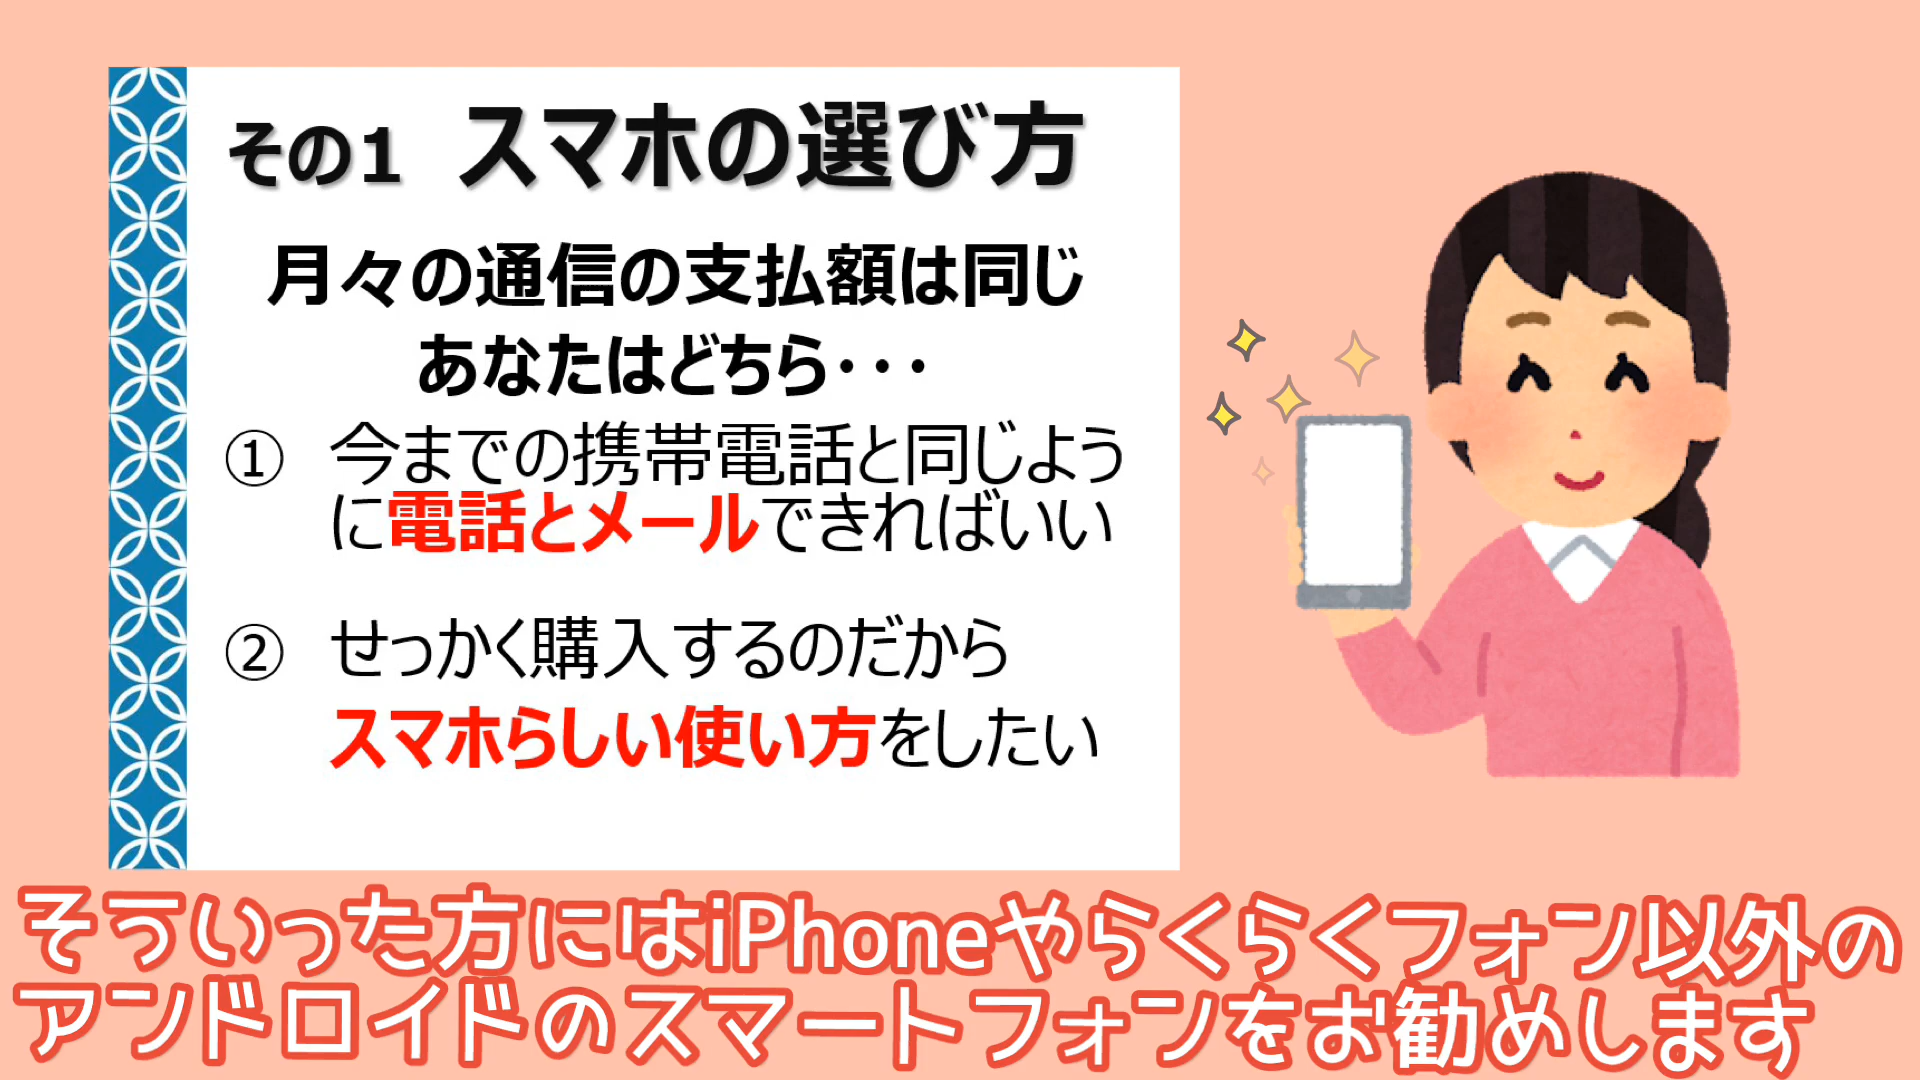 その１ スマホの選び方
月々の通信の支払額は同じ
あなたはどちら･･･
① 今までの携帯電話と同じよう
に電話とメールできればいい
② せっかく購入するのだから
スマホらしい使い方をしたい
そういった方にはiPhoneやらくらくフォン以外の
アンドロイドのスマートフォンをお勧めします